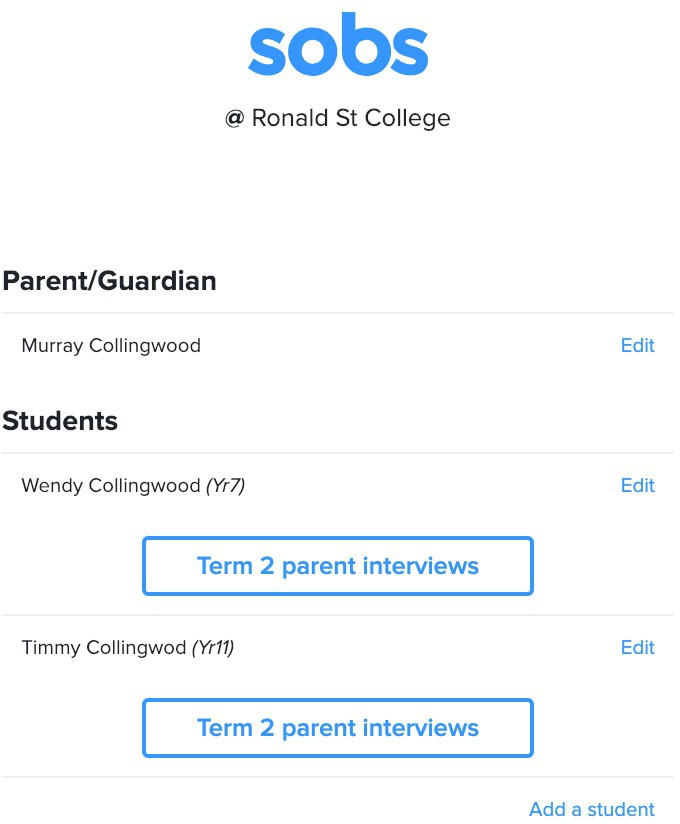 sobs
@ Ronald St College
Parent/Guardian
Murray Collingwood Edit
Students
Wendy Collingwood (Yr7) Edit
Term 2 parent interviews
Timmy Collingwod (Yr11) Edit
Term 2 parent interviews
Add a student